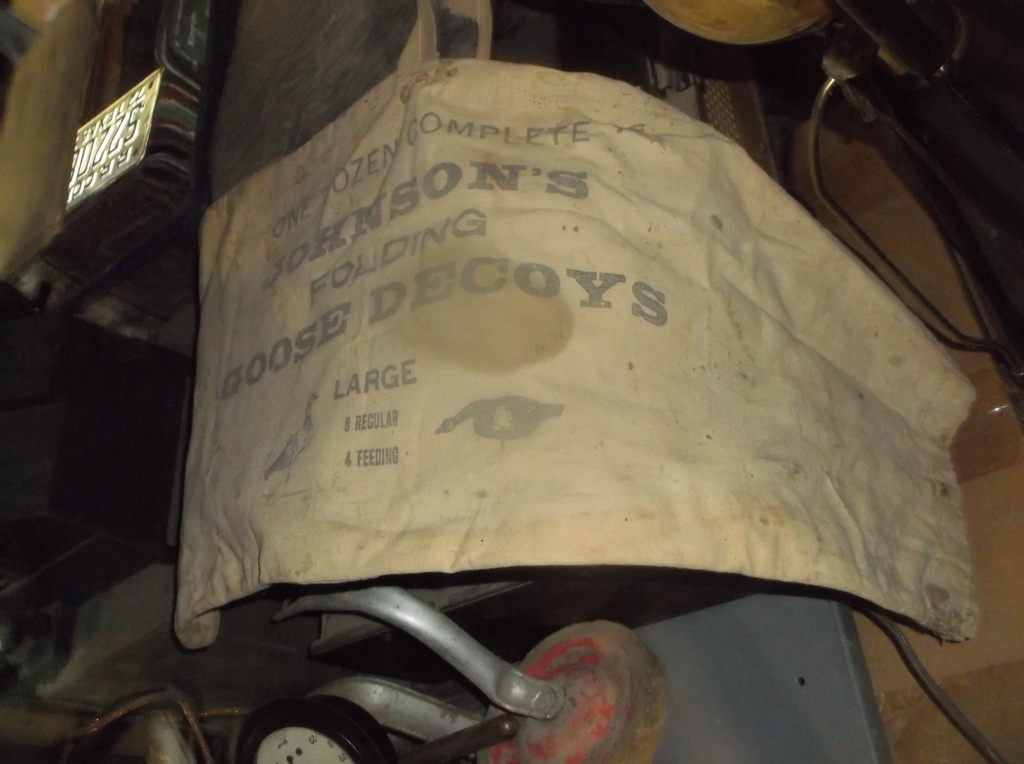 ONE DOZEN COMPLETE
JOHNSON'S
FOLDING
GOOSE DECOYS
LARGE
8 REGULAR
4 FEEDING